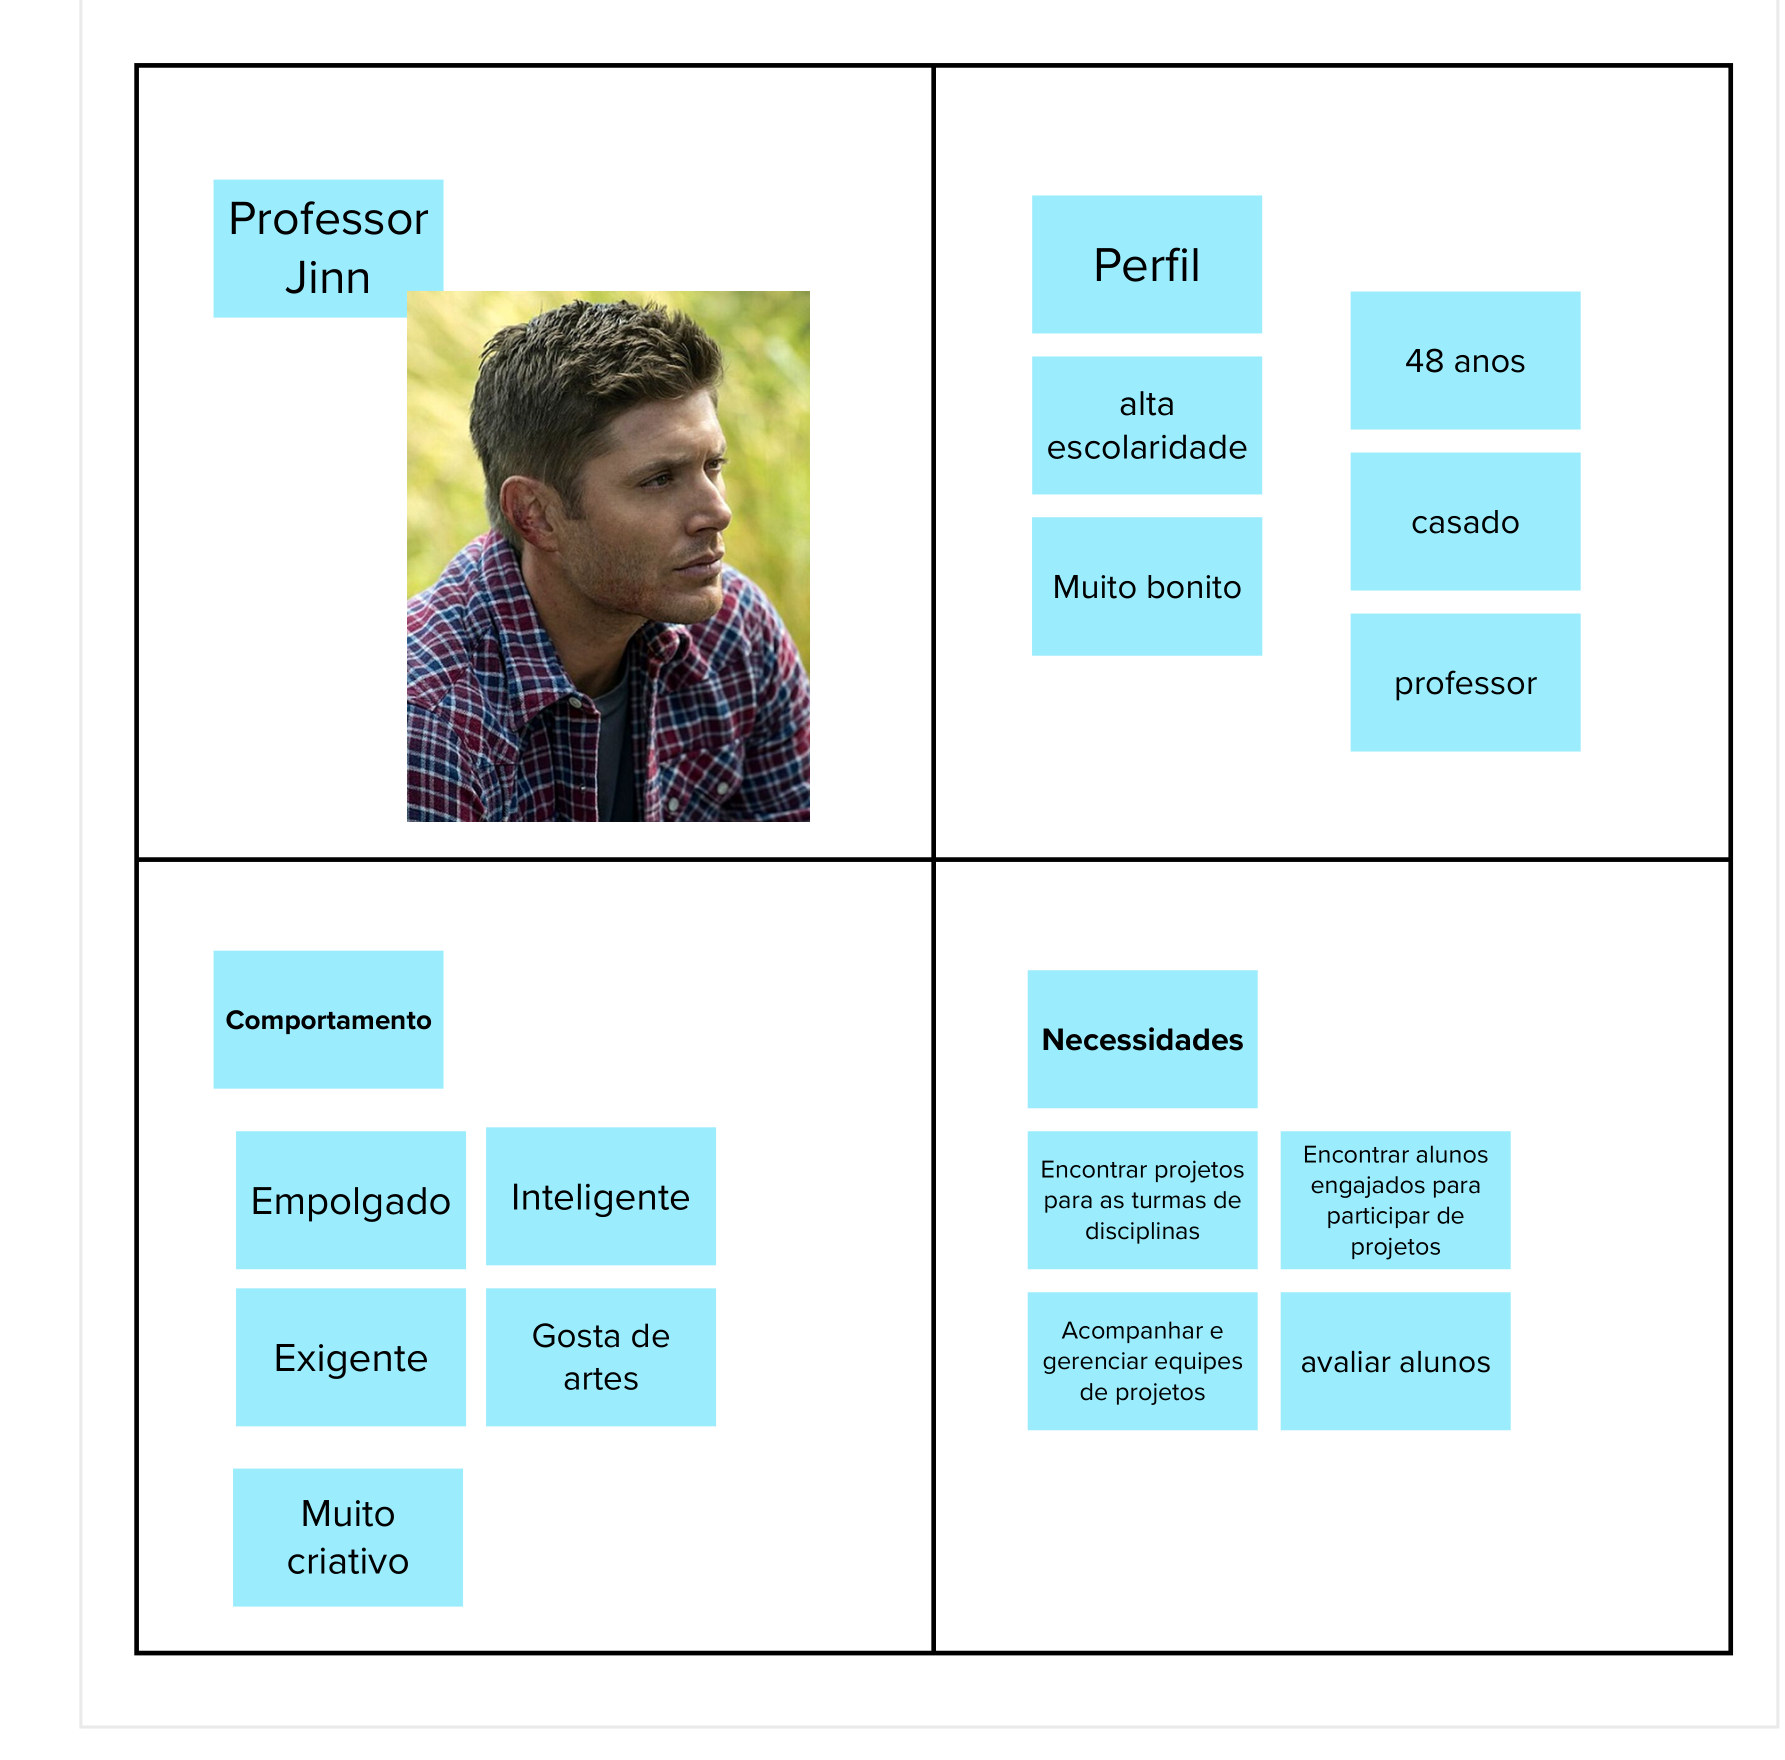 Professor
Jinn
Perfil
alta
escolaridade
Muito bonito
48 anos
casado
professor
Comportamento
Empolgado
Inteligente
Exigente
Gosta de
artes
Muito
criativo
Necessidades
Encontrar projetos
para as turmas de
disciplinas
Encontrar alunos
engajados para
participar de
projetos
Acompanhar e
gerenciar equipes
de projetos
avaliar alunos